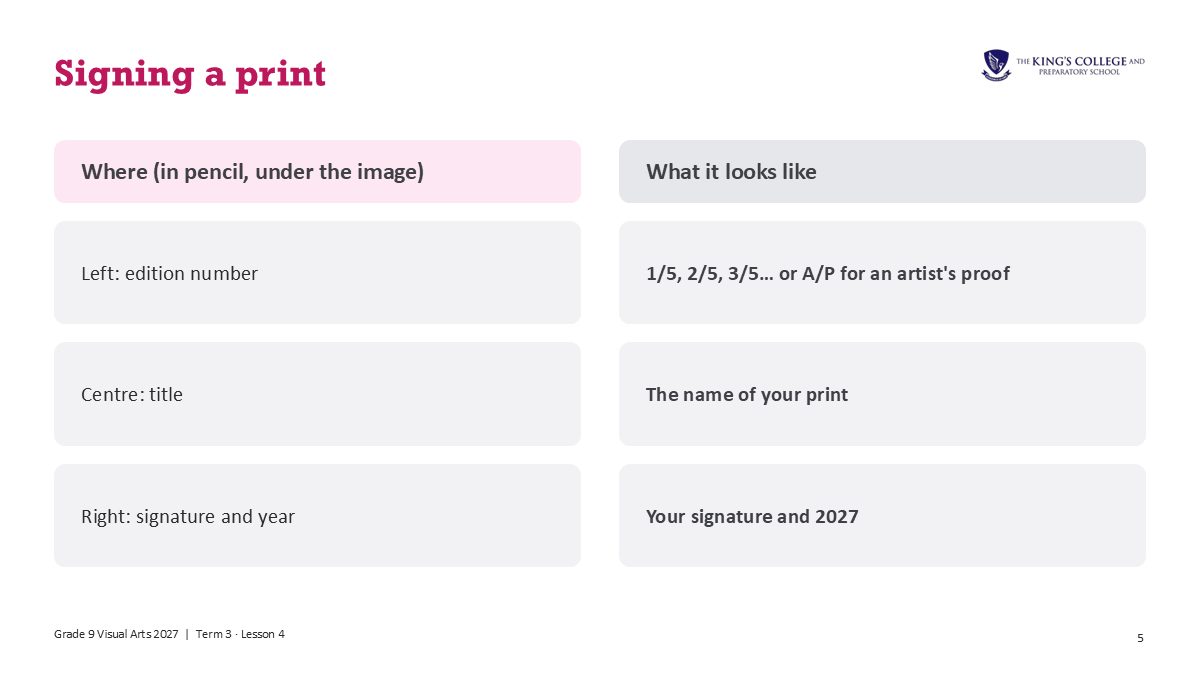 Signing a print
THE KING'S COLLEGE AND
PREPARATORY SCHOOL
Where (in pencil, under the image)
What it looks like
Left: edition number
1/5, 2/5, 3/5… or A/P for an artist's proof
Centre: title
The name of your print
Right: signature and year
Your signature and 2027
Grade 9 Visual Arts 2027 | Term 3 · Lesson 4
5